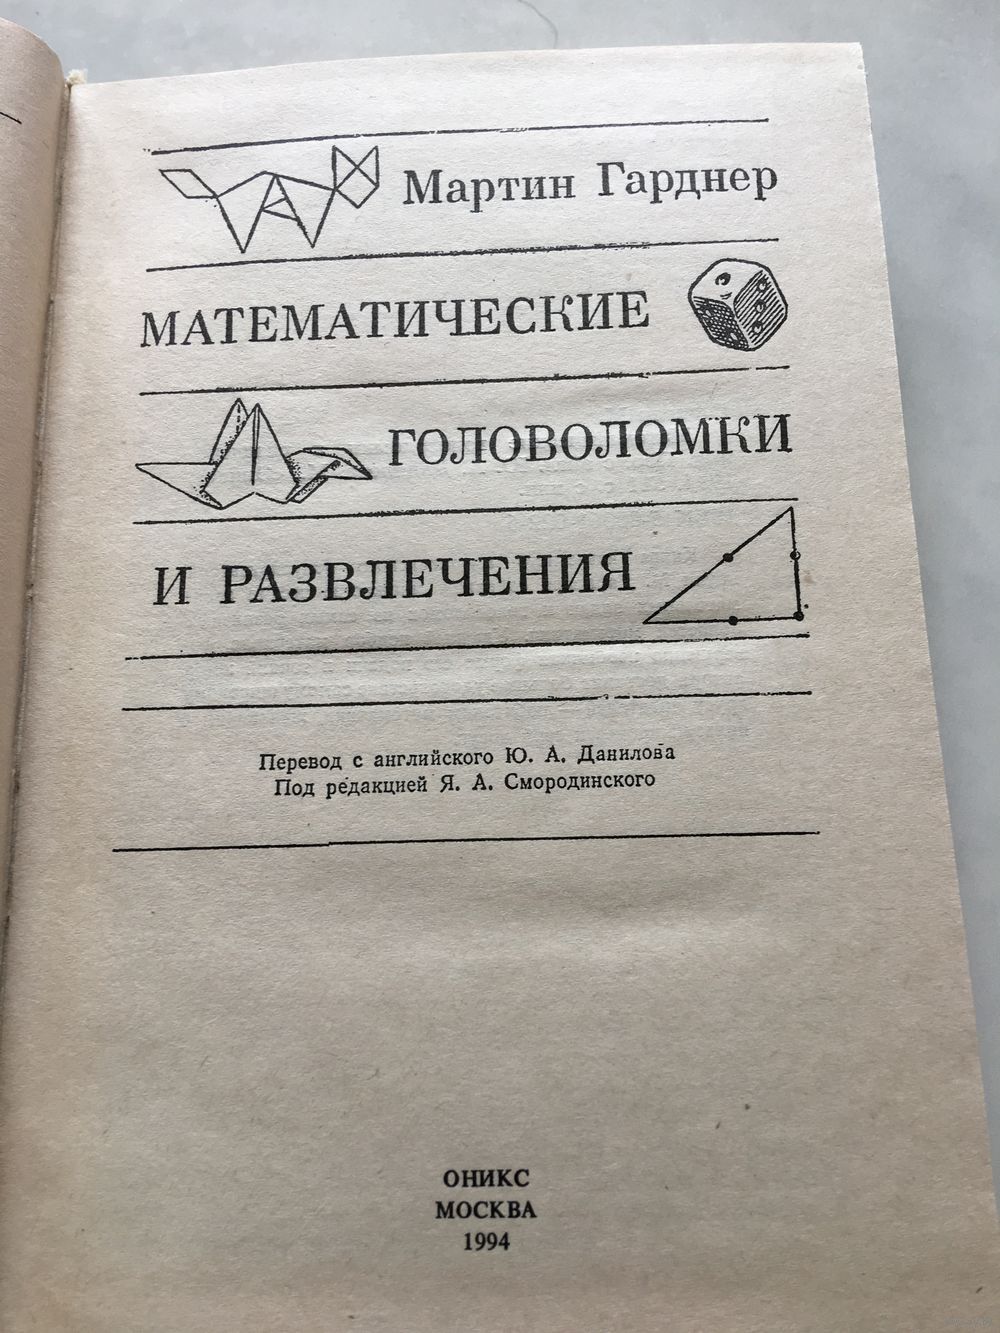 Мартин Гарднер
МАТЕМАТИЧЕСКИЕ
ГОЛОВОЛОМКИ
И РАЗВЛЕЧЕНИЯ
Перевод с английского Ю. А. Данилова
Под редакцией Я. А. Смородинского
ОНИКС
МОСКВА
1994